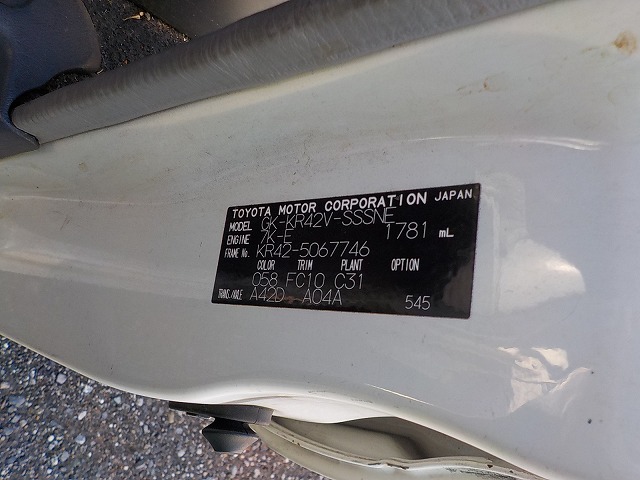 TOYOTA MOTOR CORPORATION JAPAN
MODEL GK-KR42V-SSSNE
ENGINE 7K-E 1781 mL
FRAME No. KR42-5067746
COLOR TRIM PLANT OPTION
058 FC10 C31
TRANS./AXLE A42D A04A 545